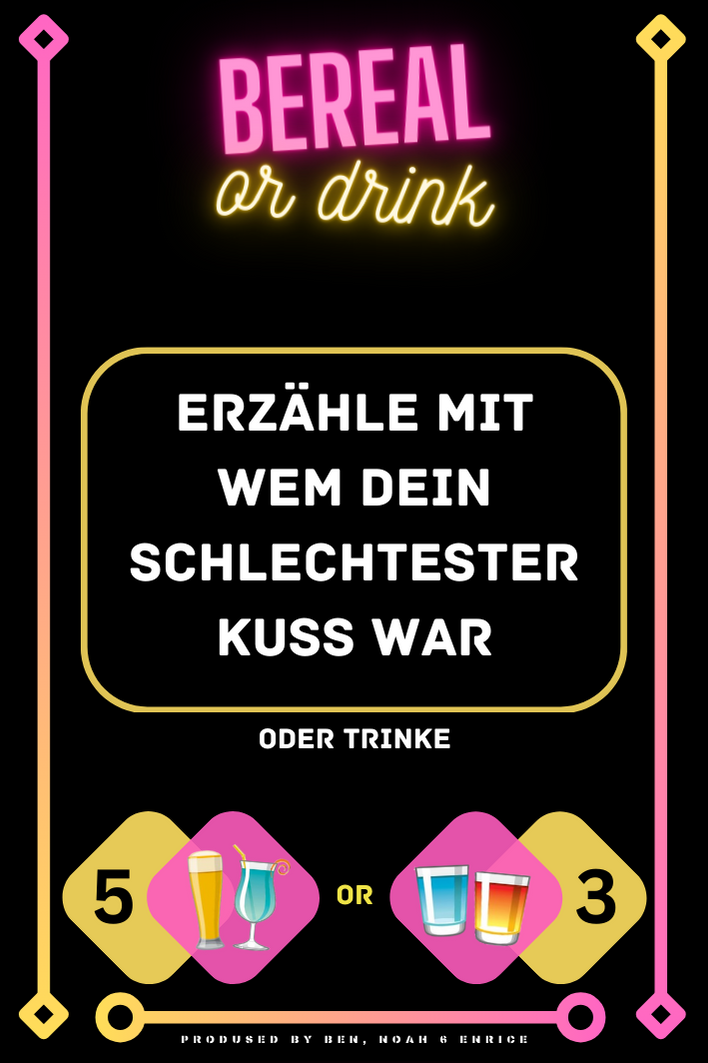 BEREAL
or drink
ERZÄHLE MIT
WEM DEIN
SCHLECHTESTER
KUSS WAR
ODER TRINKE
5 OR 3
PRODUSED BY BEN, NOAH & ENRICE